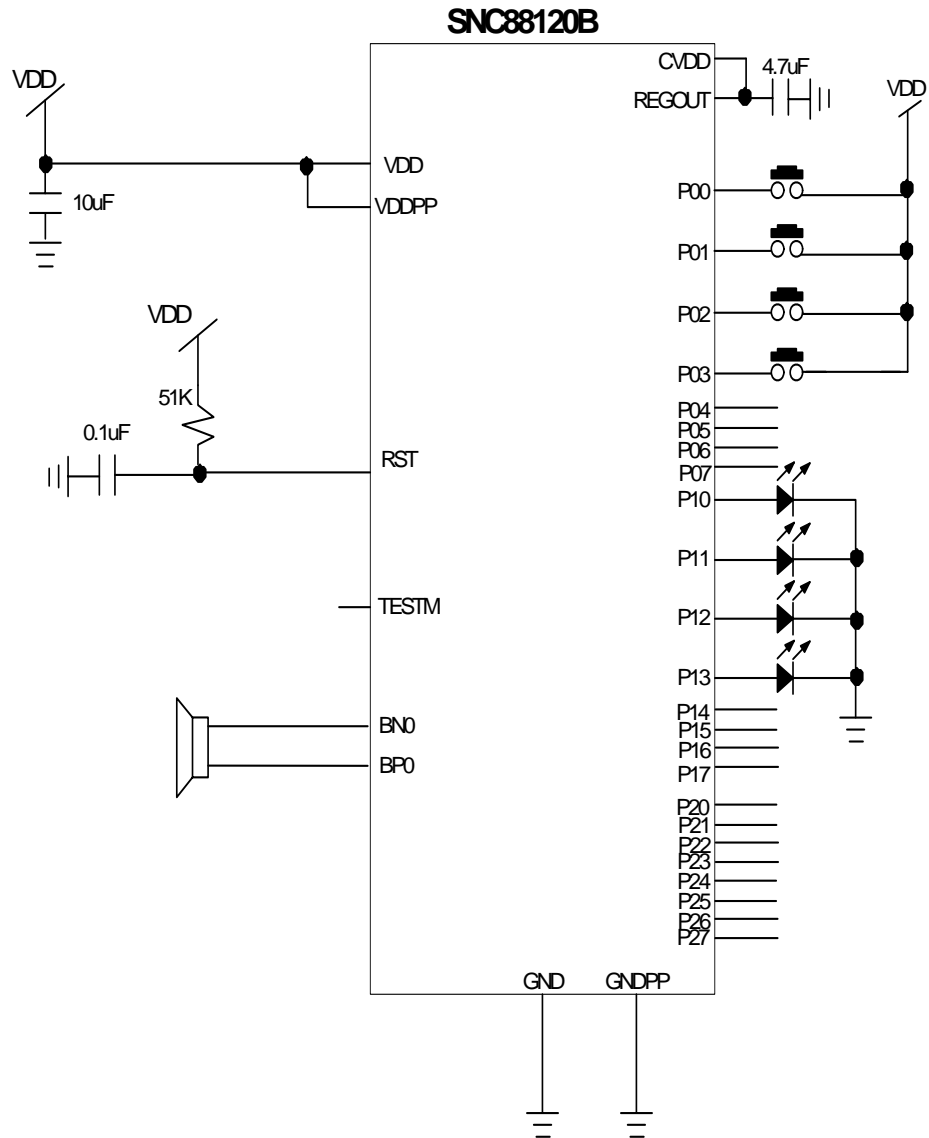 SNC88120B
VDD
10uF
VDD
VDDPP
VDD
51K
0.1uF
RST
TESTM
BN0
BP0
CVDD
REGOUT
4.7uF
VDD
P00
P01
P02
P03
P04
P05
P06
P07
P10
P11
P12
P13
P14
P15
P16
P17
P20
P21
P22
P23
P24
P25
P26
P27
GND
GNDPP